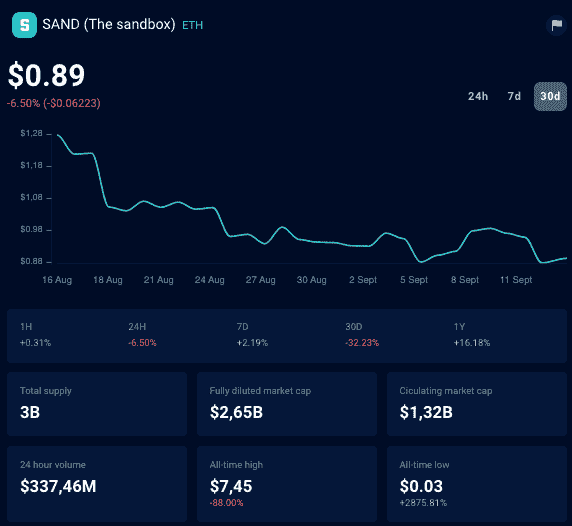 S SAND (The sandbox) ETH
$0.89
-6.50% (-$0.06223)
24h 7d 30d
$1,28
$1,18
$1,08
$0.98
$0.88
16 Aug 18 Aug 21 Aug 24 Aug 27 Aug 30 Aug 2 Sept 5 Sept 8 Sept 11 Sept
1H 24H 7D 30D 1Y
+0.31% -6.50% +2.19% -32.23% +16.18%
Total supply Fully diluted market cap Ciculating market cap
3B $2,65B $1,32B
24 hour volume All-time high All-time low
$337,46M $7,45 $0.03
-88.00% +2875.81%